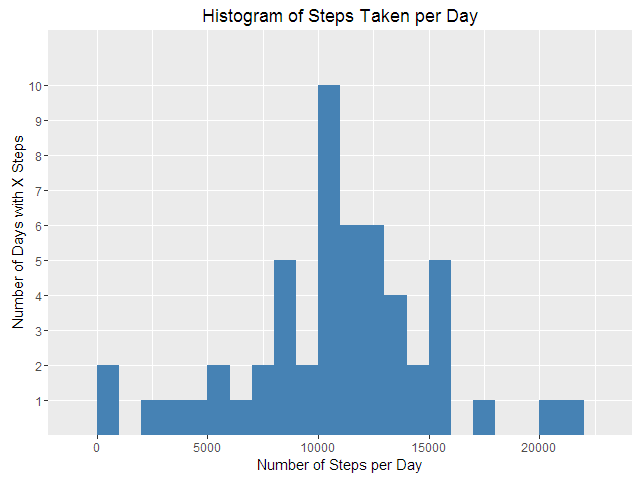 Histogram of Steps Taken per Day
Number of Days with X Steps
10
9
8
7
6
5
4
3
2
1
0 5000 10000 15000 20000
Number of Steps per Day